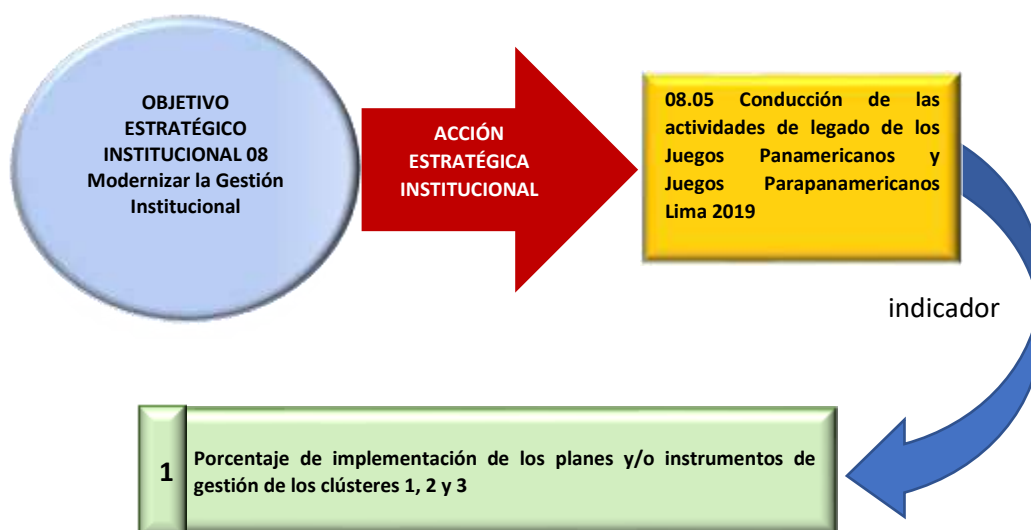 OBJETIVO
ESTRATÉGICO
INSTITUCIONAL 08
Modernizar la Gestión
Institucional
ACCIÓN
ESTRATÉGICA
INSTITUCIONAL
08.05 Conducción de las
actividades de legado de los
Juegos Panamericanos y
Juegos Parapanamericanos
Lima 2019
indicador
1
Porcentaje de implementación de los planes y/o instrumentos de
gestión de los clústeres 1, 2 y 3